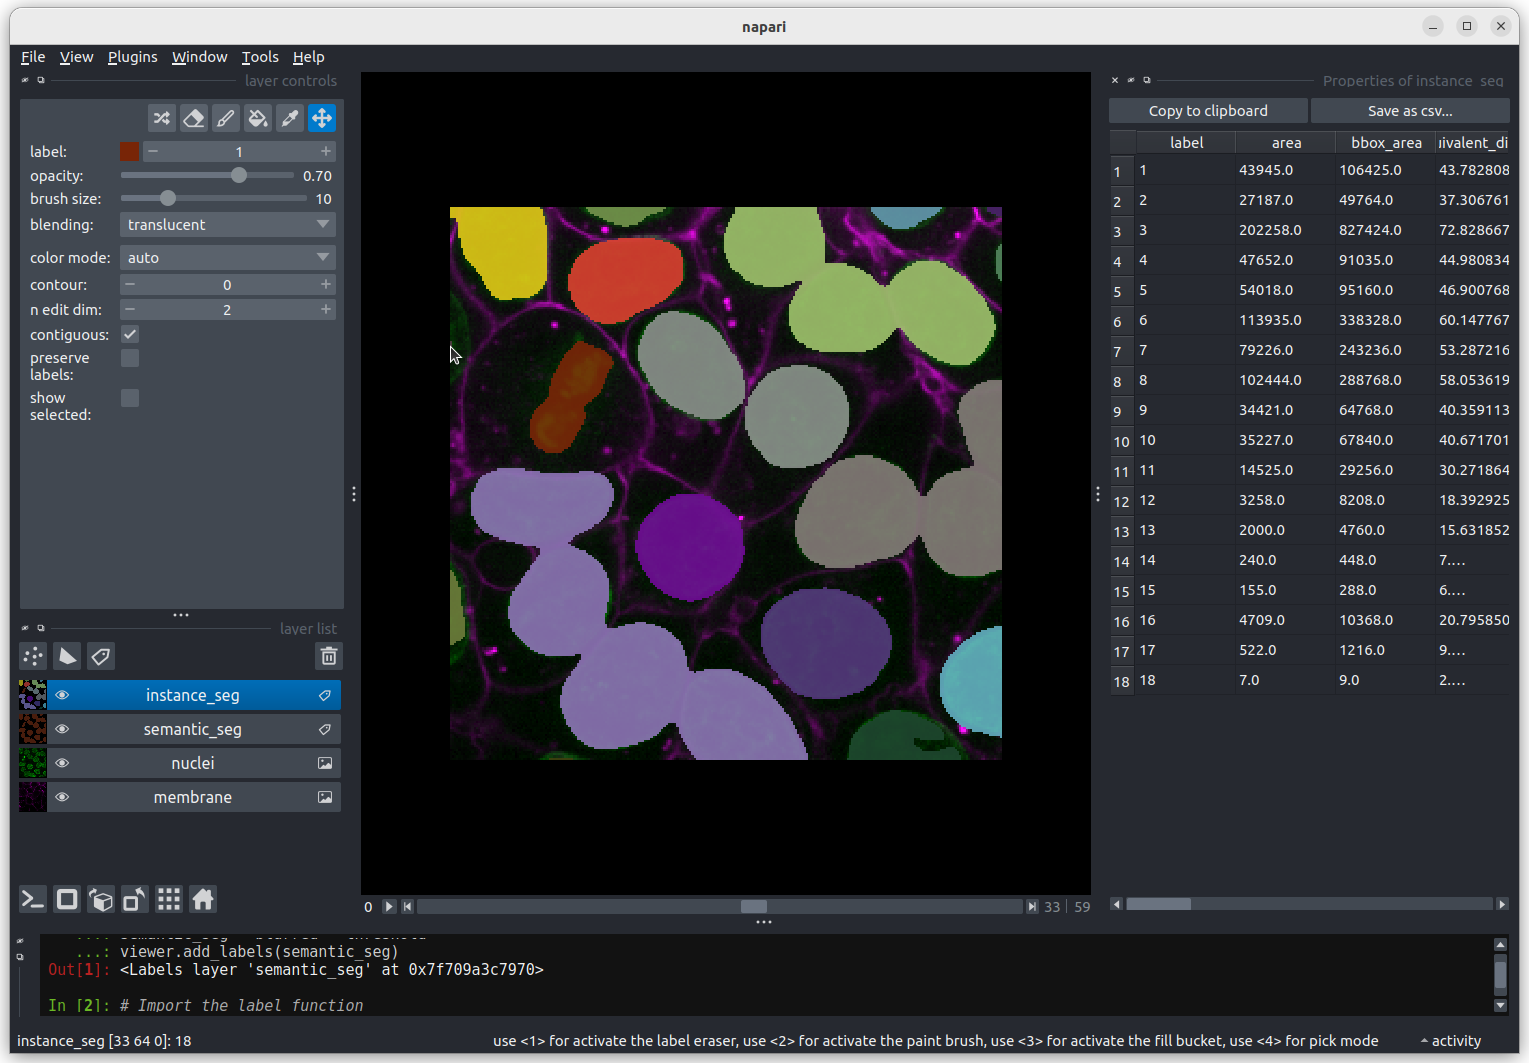 napari
File View Plugins Window Tools Help
layer controls
label: 1
opacity: 0.70
brush size: 10
blending: translucent
color mode: auto
contour: 0
n edit dim: 2
contiguous:
preserve
labels:
show
selected:
layer list
instance_seg
semantic_seg
nuclei
membrane
0 33 59
Properties of instance seg
Copy to clipboard Save as csv...
label area bbox_area ivalent_di
1 1 43945.0 106425.0 43.782808
2 2 27187.0 49764.0 37.306761
3 3 202258.0 827424.0 72.828667
4 4 47652.0 91035.0 44.980834
5 5 54018.0 95160.0 46.900768
6 6 113935.0 338328.0 60.147767
7 7 79226.0 243236.0 53.287216
8 8 102444.0 288768.0 58.053619
9 9 34421.0 64768.0 40.359113
10 10 35227.0 67840.0 40.671701
11 11 14525.0 29256.0 30.271864
12 12 3258.0 8208.0 18.392925
13 13 2000.0 4760.0 15.631852
14 14 240.0 448.0 7....
15 15 155.0 288.0 6....
16 16 4709.0 10368.0 20.795850
17 17 522.0 1216.0 9....
18 18 7.0 9.0 2....
...: viewer.add_labels(semantic_seg)
Out[1]: <Labels layer 'semantic_seg' at 0x7f709a3c7970>
In [2]: # Import the label function
instance_seg [33 64 0]: 18
use <1> for activate the label eraser, use <2> for activate the paint brush, use <3> for activate the fill bucket, use <4> for pick mode
activity